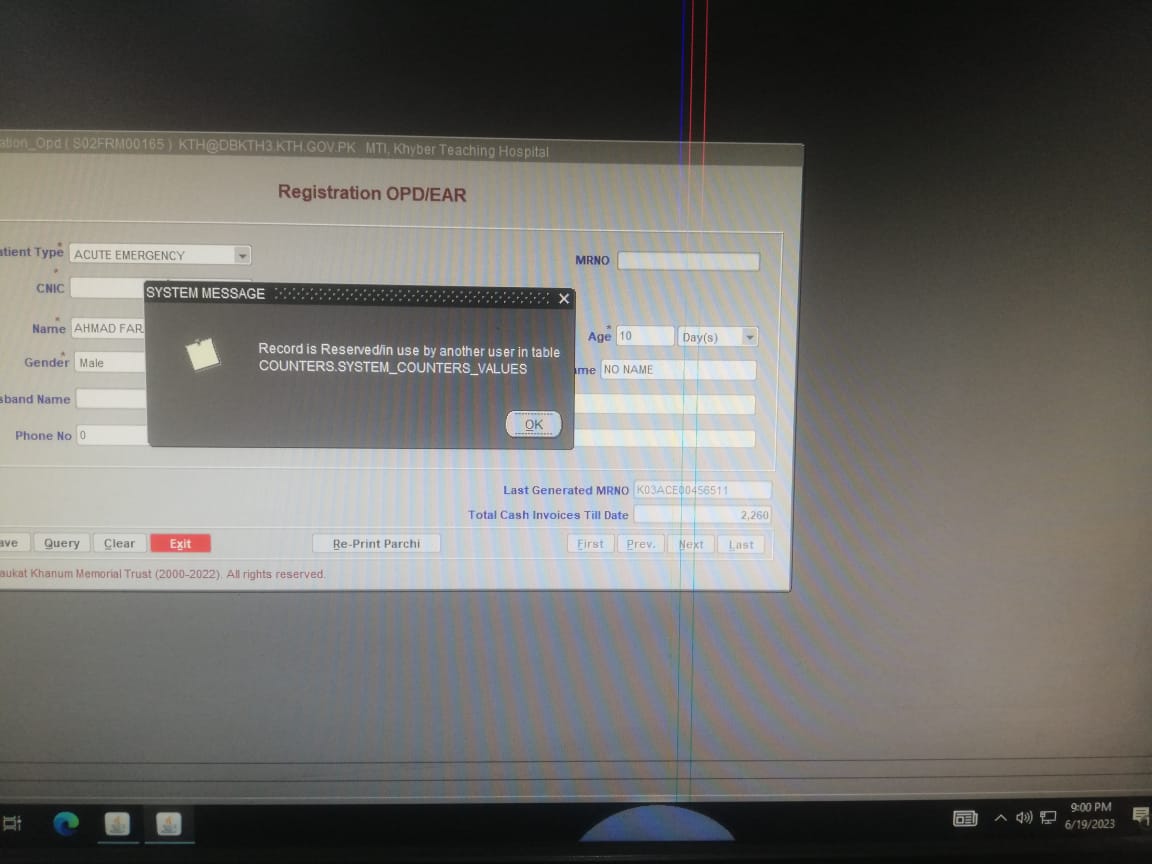 ation_Opd ( S02FRM00165 ) KTH@DBKTH3.KTH.GOV.PK MTI, Khyber Teaching Hospital
Registration OPD/EAR
atient Type * ACUTE EMERGENCY
MRNO
* CNIC
SYSTEM MESSAGE
Record is Reserved/in use by another user in table
COUNTERS.SYSTEM_COUNTERS_VALUES
OK
* Name AHMAD FAR
* Age 10 Day(s)
* Gender Male
me NO NAME
sband Name
Phone No 0
Last Generated MRNO K03ACE00456511
Total Cash Invoices Till Date 2,260
ave Query Clear Exit Re-Print Parchi First Prev. Next Last
aukat Khanum Memorial Trust (2000-2022). All rights reserved.
9:00 PM
6/19/2023